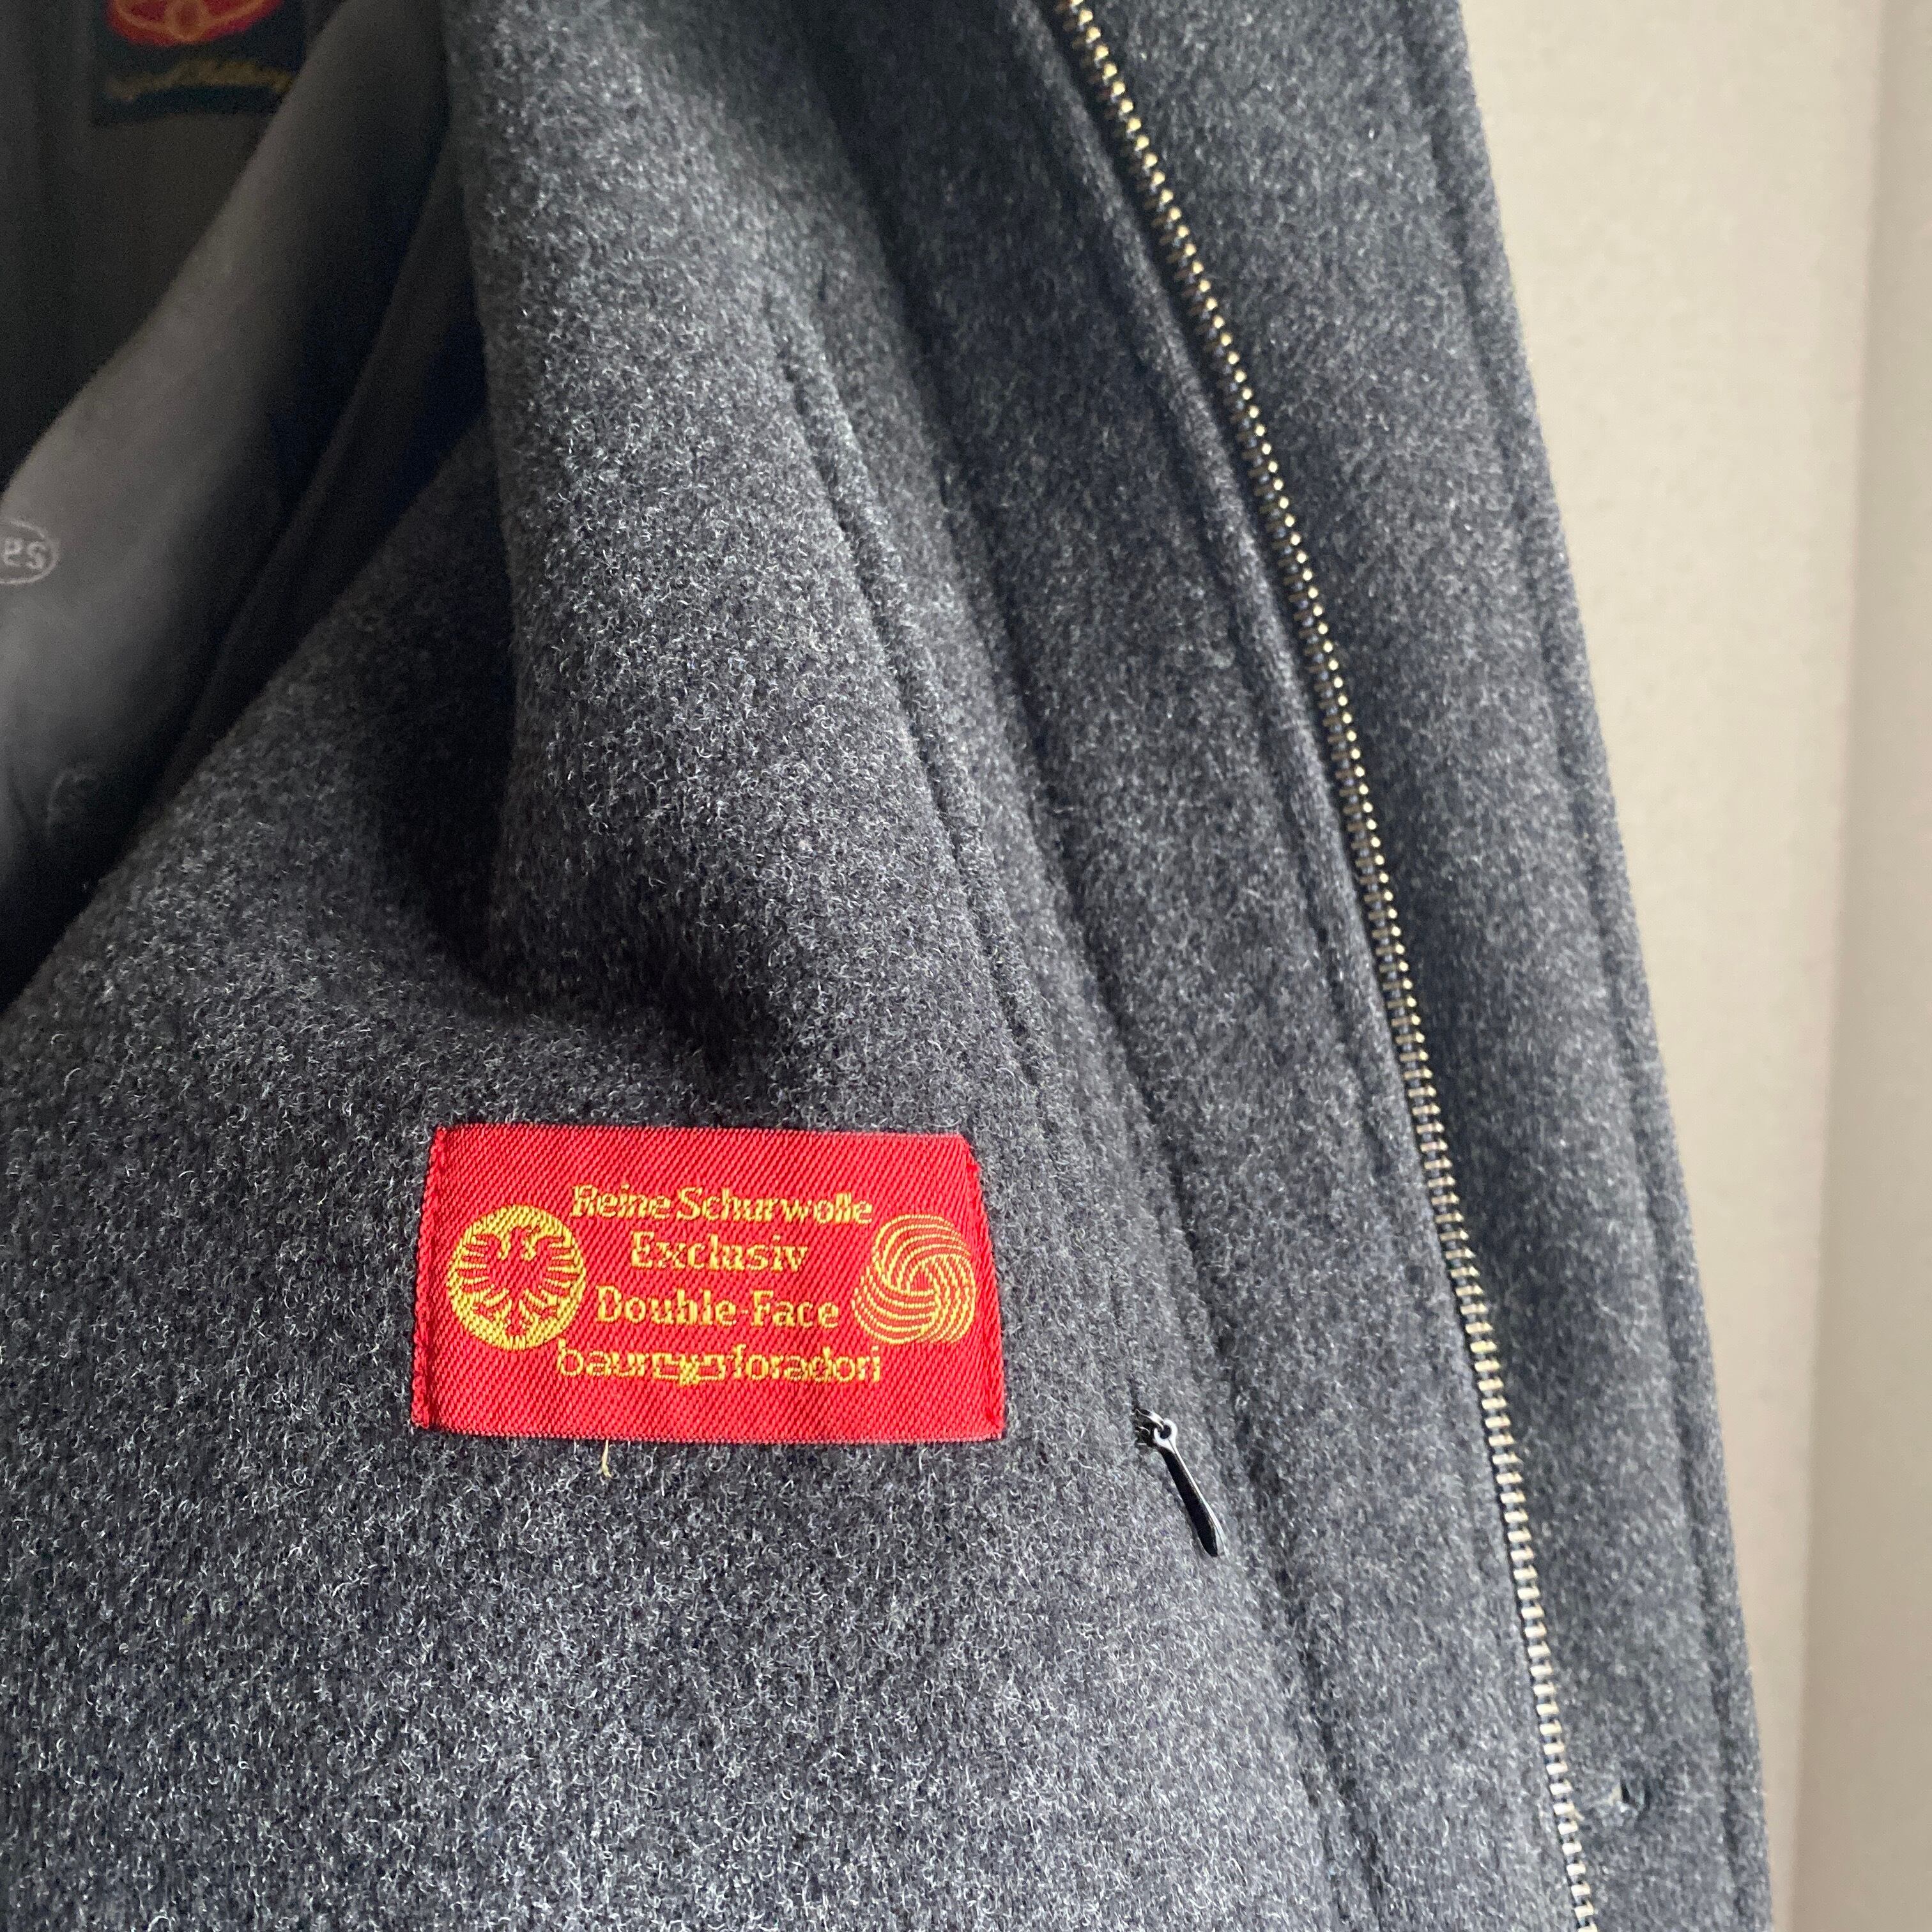 Reine Schurwolle
Exclusiv
Double-Face
baur foradori